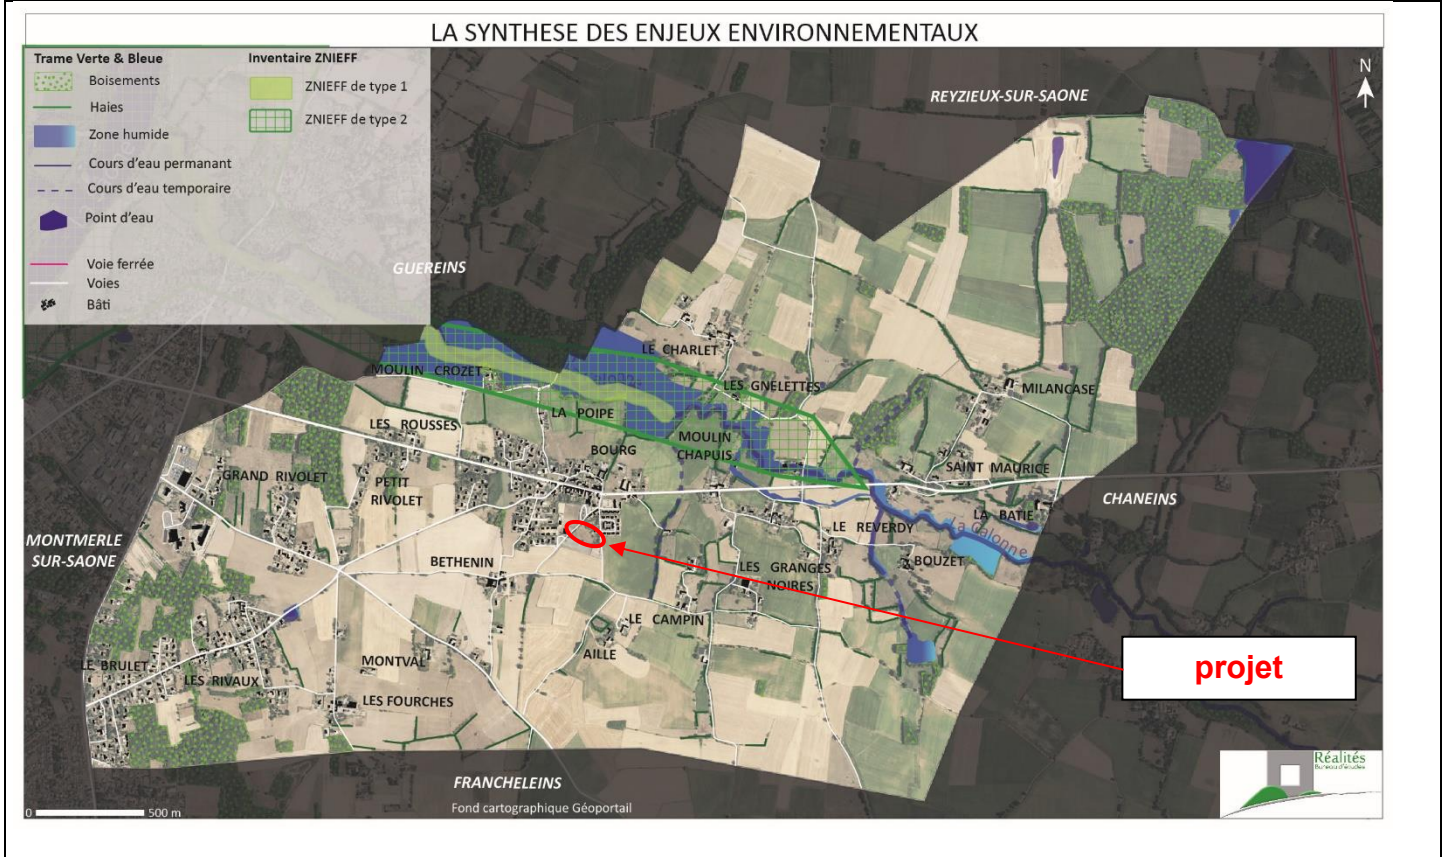 LA SYNTHESE DES ENJEUX ENVIRONNEMENTAUX
Trame Verte & Bleue
Boisements
Haies
Zone humide
Cours d'eau permanant
Cours d'eau temporaire
Point d'eau
Voie ferrée
Voies
Bâti
Inventaire ZNIEFF
ZNIEFF de type 1
ZNIEFF de type 2
N
REYZIEUX-SUR-SAONE
GUEREINS
LE CHARLET
MOULIN CROZET
LES GNELETTES
MILANCASE
LA POIPE
LES ROUSSES
MOULIN
CHAPUIS
BOURG
GRAND RIVOLET
PETIT
RIVOLET
SAINT MAURICE
CHANEINS
LA BATIE
LE REVERDY
La Calonne
MONTMERLE
SUR-SAONE
BETHENIN
LES GRANGES
NOIRES
BOUZET
LE CAMPIN
AILLE
MONTVAL
LE BRULET
LES RIVAUX
LES FOURCHES
projet
FRANCHELEINS
Fond cartographique Géoportail
0
500 m
Réalités
Bureau d'études